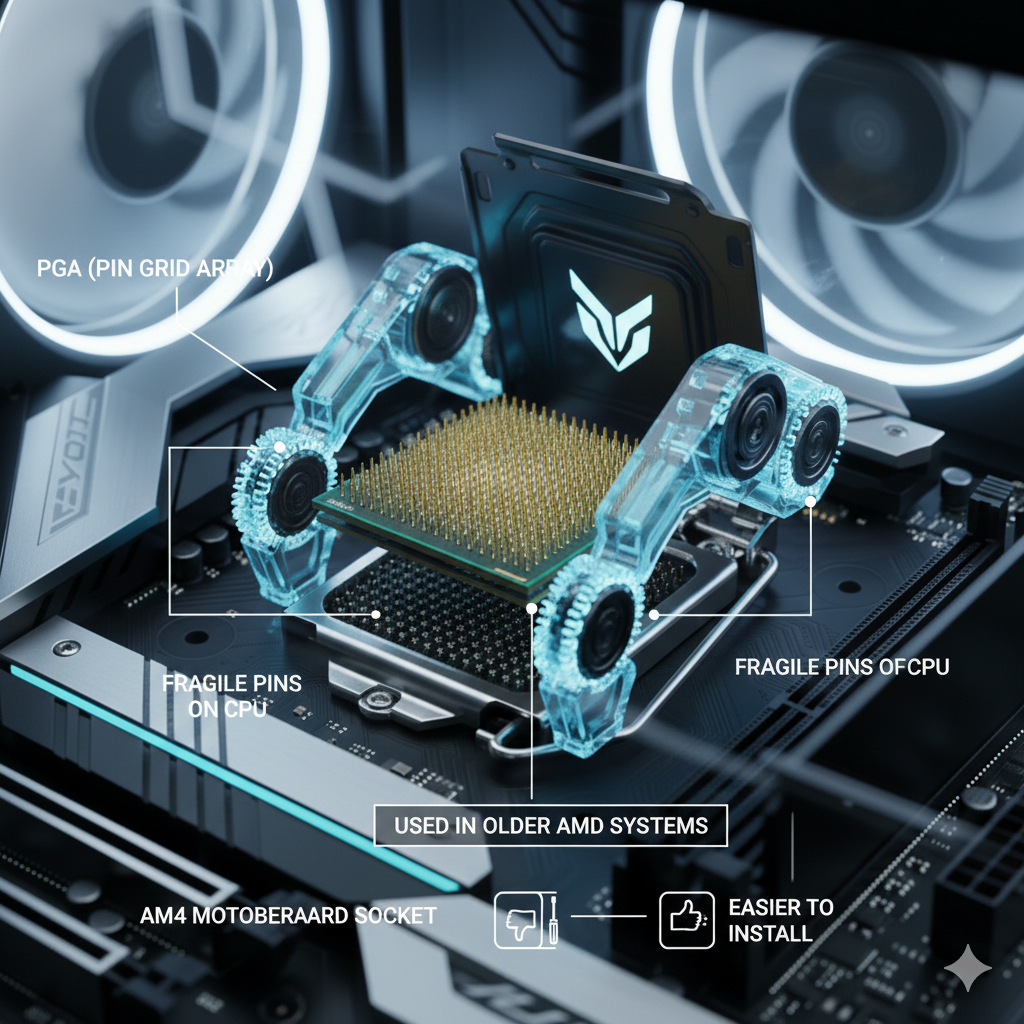 PGA (PIN GRID ARRAY)
FRAGILE PINS
ON CPU
FRAGILE PINS OFCPU
USED IN OLDER AMD SYSTEMS
AM4 MOTOBERAARD SOCKET
EASIER TO
INSTALL